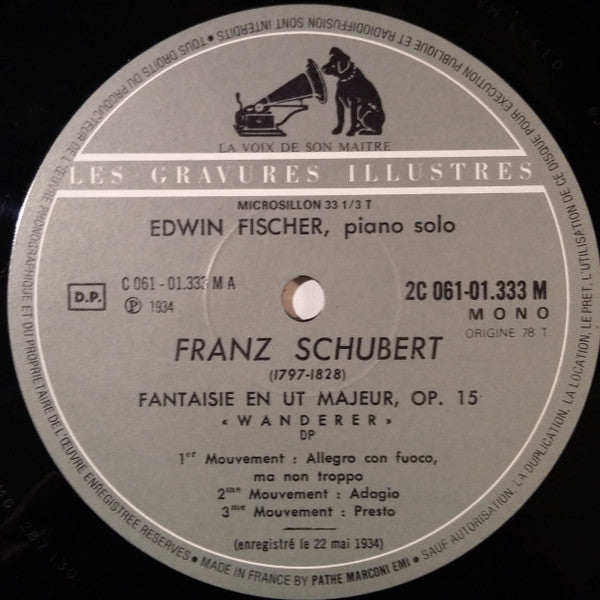 LA VOIX DE SON MAITRE
LES GRAVURES ILLUSTRES
MICROSILLON 33 1/3 T
EDWIN FISCHER, piano solo
D.P.
C 061 - 01.333 M A
Ⓟ 1934
2C 061-01.333 M
MONO
ORIGINE 78 T.
FRANZ SCHUBERT
(1797-1828)
FANTAISIE EN UT MAJEUR, OP. 15
« WANDERER »
DP
1er Mouvement : Allegro con fuoco,
ma non troppo
2me Mouvement : Adagio
3me Mouvement : Presto
(enregistré le 22 mai 1934)
TOUS DROITS DU PRODUCTEUR DE L'ŒUVRE PHONOGRAPHIQUE ET DU PROPRIETAIRE DE L'ŒUVRE ENREGISTREE RESERVES • MADE IN FRANCE BY PATHE MARCONI EMI • SAUF AUTORISATION, LA DUPLICATION, LA LOCATION, LE PRET, L'UTILISATION DE CE DISQUE POUR EXECUTION PUBLIQUE ET RADIODIFFUSION SONT INTERDITS •